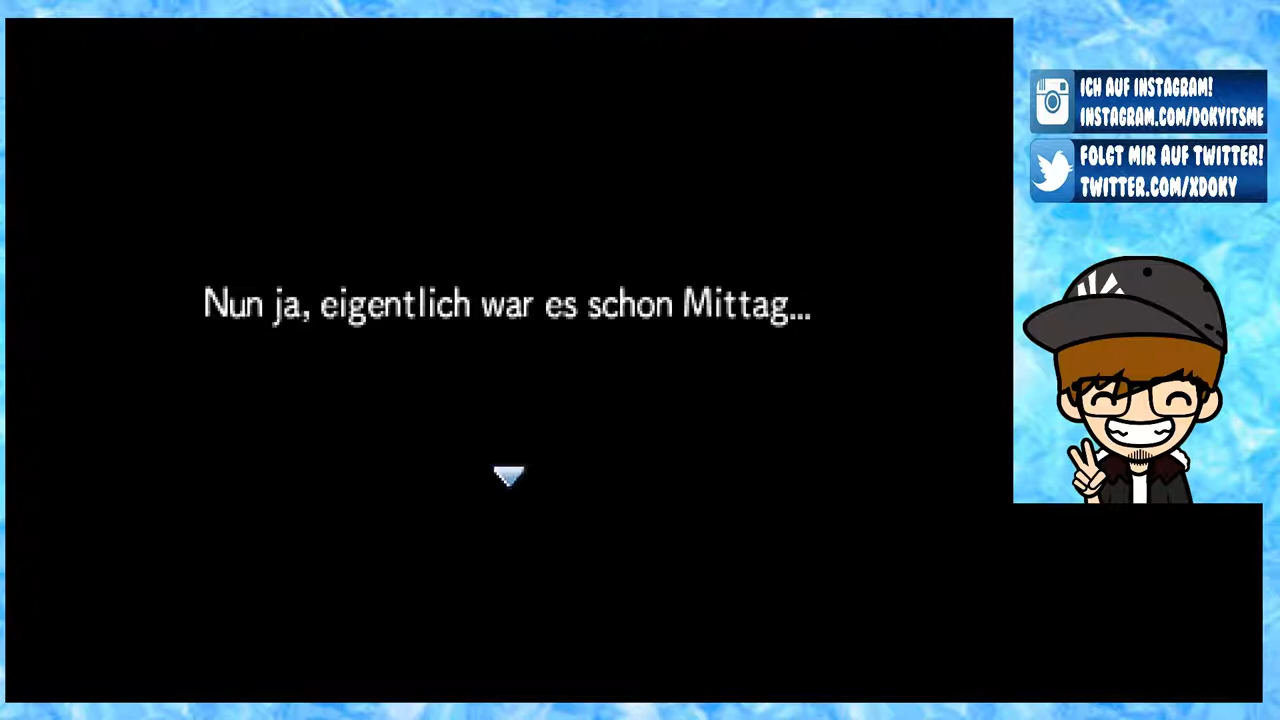 Nun ja, eigentlich war es schon Mittag...
ICH AUF INSTAGRAM!
INSTAGRAM.COM/DOKYITSME
FOLGT MIR AUF TWITTER!
TWITTER.COM/XDOKY